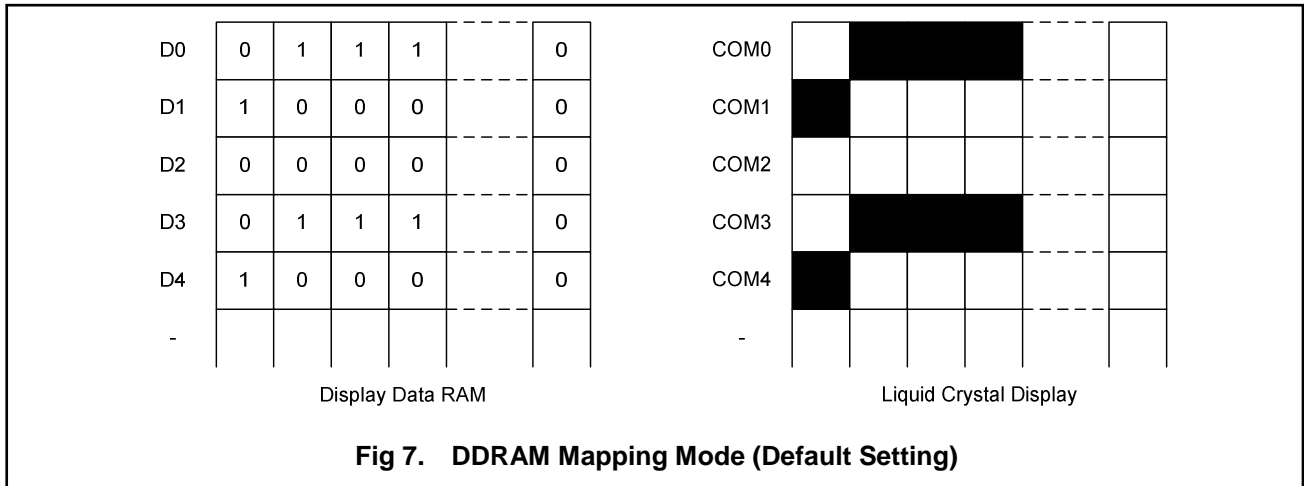 D0 0 1 1 1 0 COM0
D1 1 0 0 0 0 COM1
D2 0 0 0 0 0 COM2
D3 0 1 1 1 0 COM3
D4 1 0 0 0 0 COM4
- -
Display Data RAM Liquid Crystal Display
Fig 7. DDRAM Mapping Mode (Default Setting)